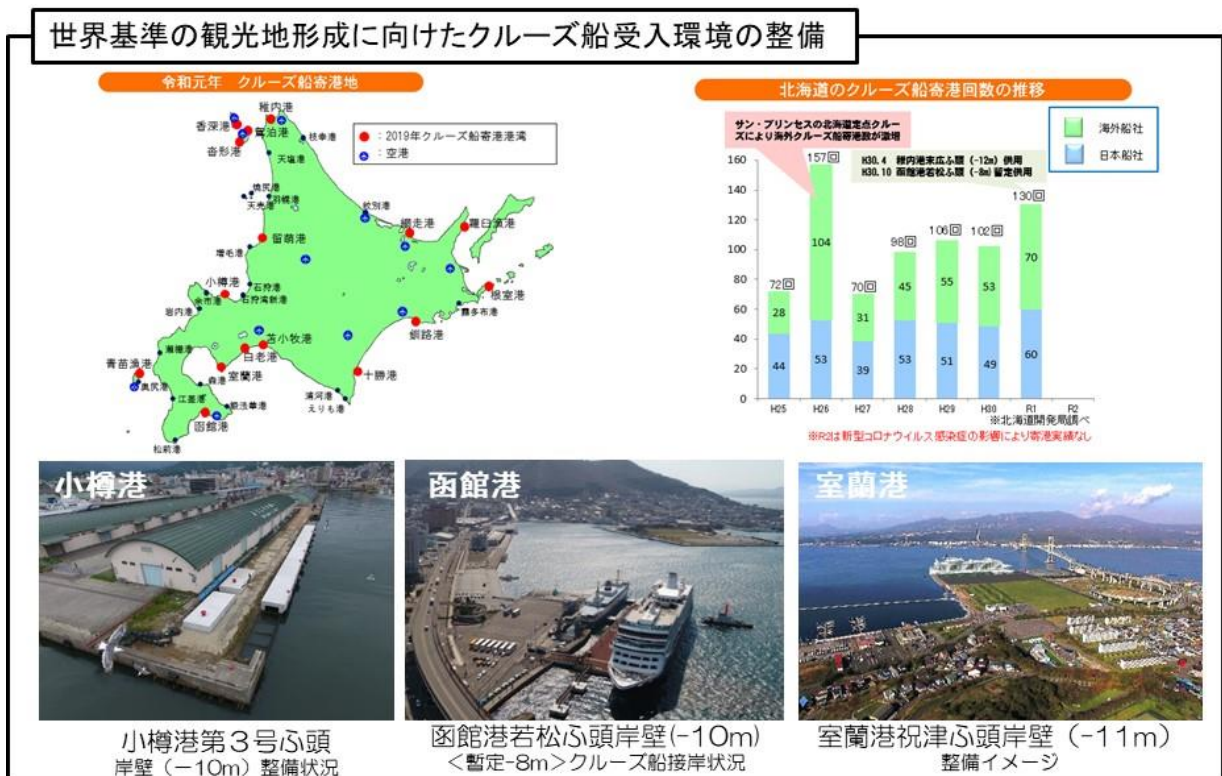 世界基準の観光地形成に向けたクルーズ船受入環境の整備
令和元年 クルーズ船寄港地
稚内港
香深港
鴛泊港
沓形港
枝幸港
天塩港
焼尻港
天売港
羽幌港
紋別港
網走港
羅臼漁港
留萌港
増毛港
小樽港
石狩港
余市港
石狩湾新港
岩内港
根室港
霧多布港
釧路港
苫小牧港
白老港
瀬棚港
青苗漁港
室蘭港
十勝港
奥尻港
森港
江差港
浦河港
えりも港
函館港
松前港
:2019年クルーズ船寄港港湾
:空港
北海道のクルーズ船寄港回数の推移
サン・プリンセスの北海道定点クルー
ズにより海外クルーズ船寄港数が激増
H30.4 稚内港末広ふ頭(-12m)供用
H30.10 函館港若松ふ頭(-8m)暫定供用
海外船社
日本船社
160
140
120
100
80
60
40
20
0
72回
28
44
157回
104
53
70回
31
39
98回
45
53
106回
55
51
102回
53
49
130回
70
60
H25 H26 H27 H28 H29 H30 R1 R2
※北海道開発局調べ
※R2は新型コロナウイルス感染症の影響により寄港実績なし
小樽港
函館港
室蘭港
小樽港第3号ふ頭
岸壁(-10m)整備状況
函館港若松ふ頭岸壁(-10m)
<暫定-8m>クルーズ船接岸状況
室蘭港祝津ふ頭岸壁(-11m)
整備イメージ